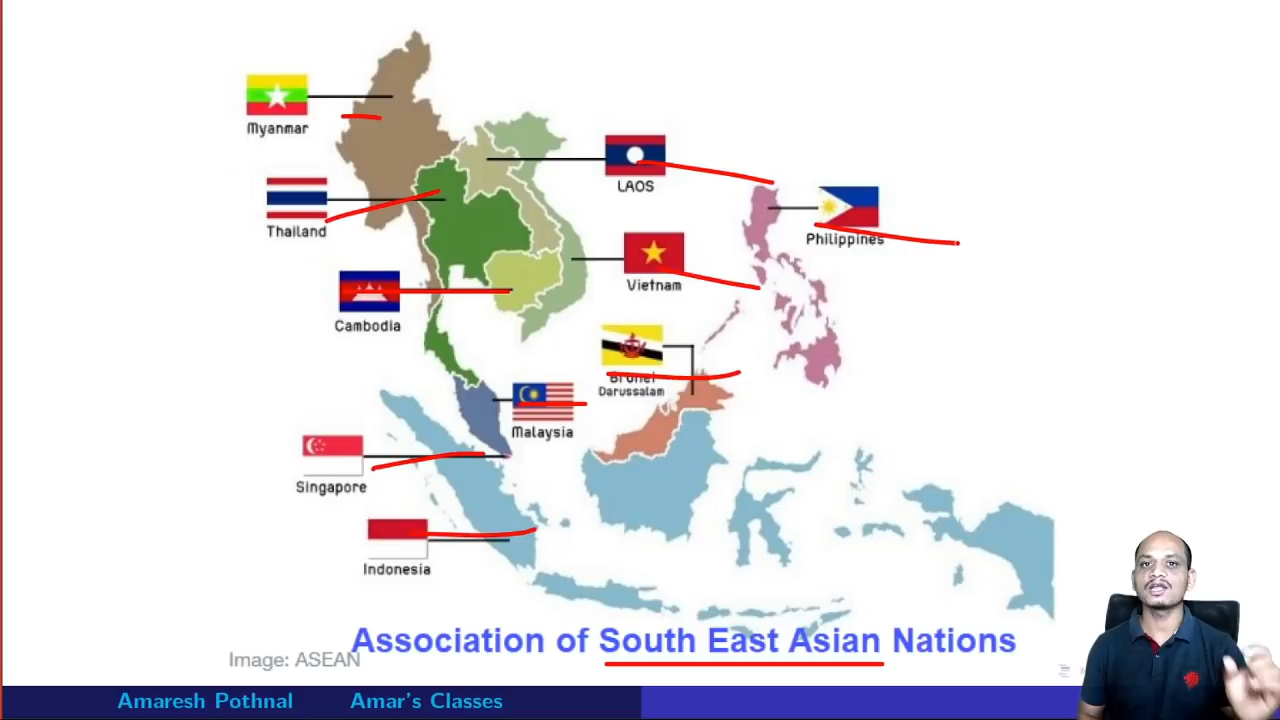 Myanmar
LAOS
Thailand
Philippines
Vietnam
Cambodia
Brunei
Darussalam
Malaysia
Singapore
Indonesia
Association of South East Asian Nations
Image: ASEAN
Amaresh Pothnal Amar's Classes